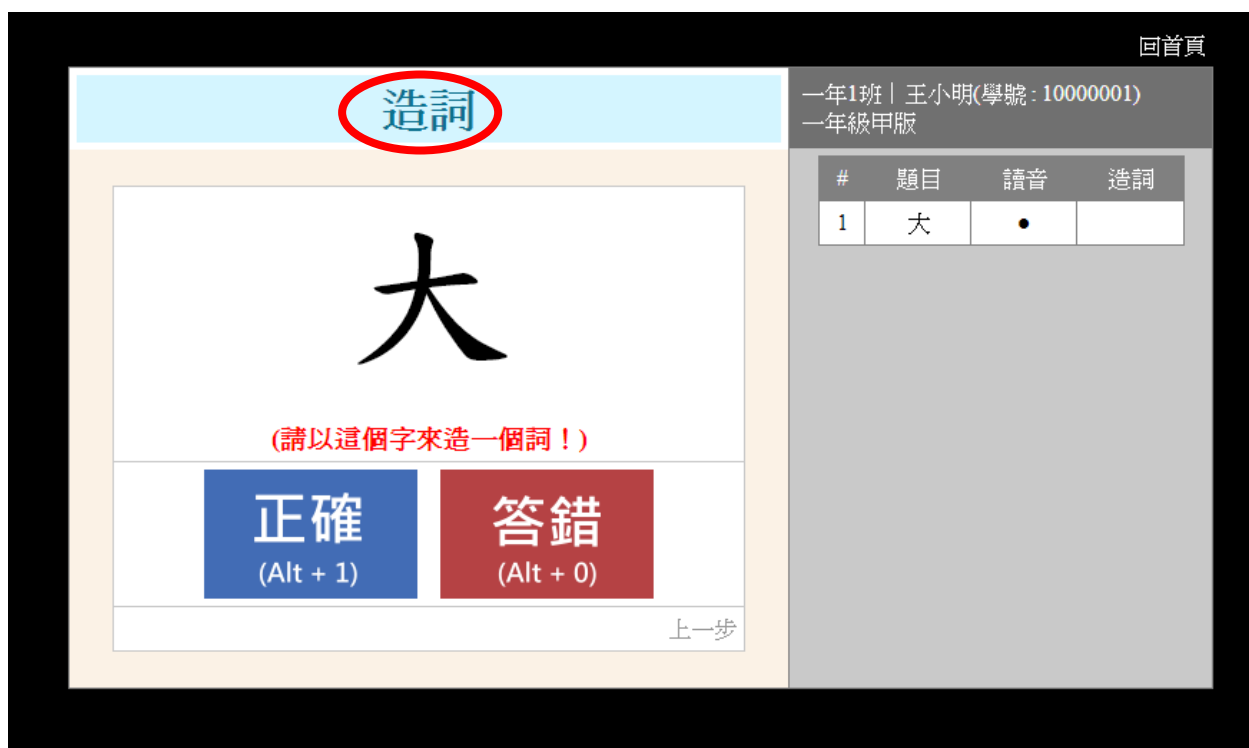 回首頁
造詞
大
(請以這個字來造一個詞！)
正確
(Alt + 1)
答錯
(Alt + 0)
上一步
一年1班｜王小明(學號 : 10000001)
一年級甲版
# 題目 讀音 造詞
1 大 ●